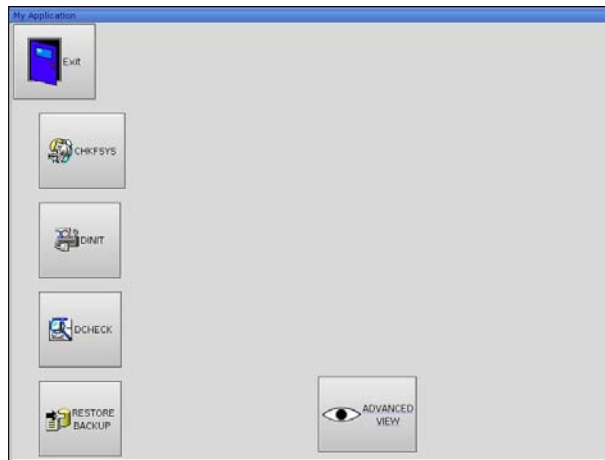 My Application
Exit
CHKFSYS
DINIT
DCHECK
RESTORE
BACKUP
ADVANCED
VIEW